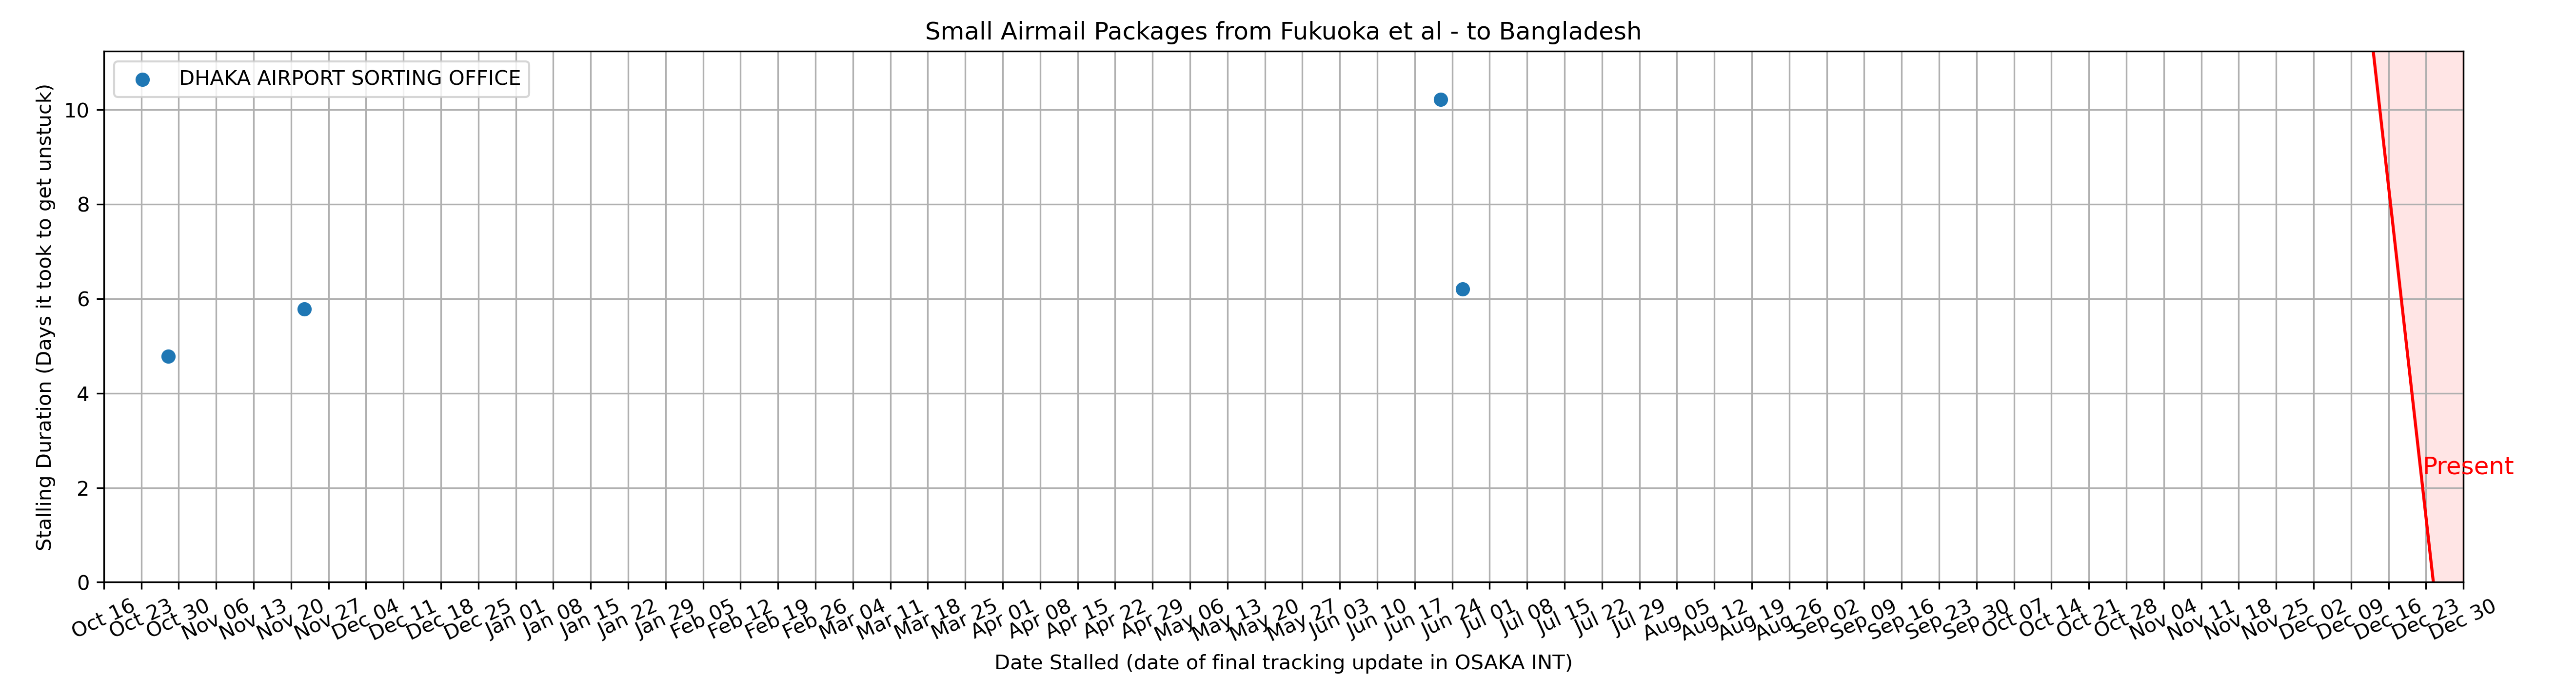 Small Airmail Packages from Fukuoka et al - to Bangladesh
DHAKA AIRPORT SORTING OFFICE
Stalling Duration (Days it took to get unstuck)
10
8
6
4
2
0
Present
Oct 16
Oct 23
Oct 30
Nov 06
Nov 13
Nov 20
Nov 27
Dec 04
Dec 11
Dec 18
Dec 25
Jan 01
Jan 08
Jan 15
Jan 22
Jan 29
Feb 05
Feb 12
Feb 19
Feb 26
Mar 04
Mar 11
Mar 18
Mar 25
Apr 01
Apr 08
Apr 15
Apr 22
Apr 29
May 06
May 13
May 20
May 27
Jun 03
Jun 10
Jun 17
Jun 24
Jul 01
Jul 08
Jul 15
Jul 22
Jul 29
Aug 05
Aug 12
Aug 19
Aug 26
Sep 02
Sep 09
Sep 16
Sep 23
Sep 30
Oct 07
Oct 14
Oct 21
Oct 28
Nov 04
Nov 11
Nov 18
Nov 25
Dec 02
Dec 09
Dec 16
Dec 23
Dec 30
Date Stalled (date of final tracking update in OSAKA INT)